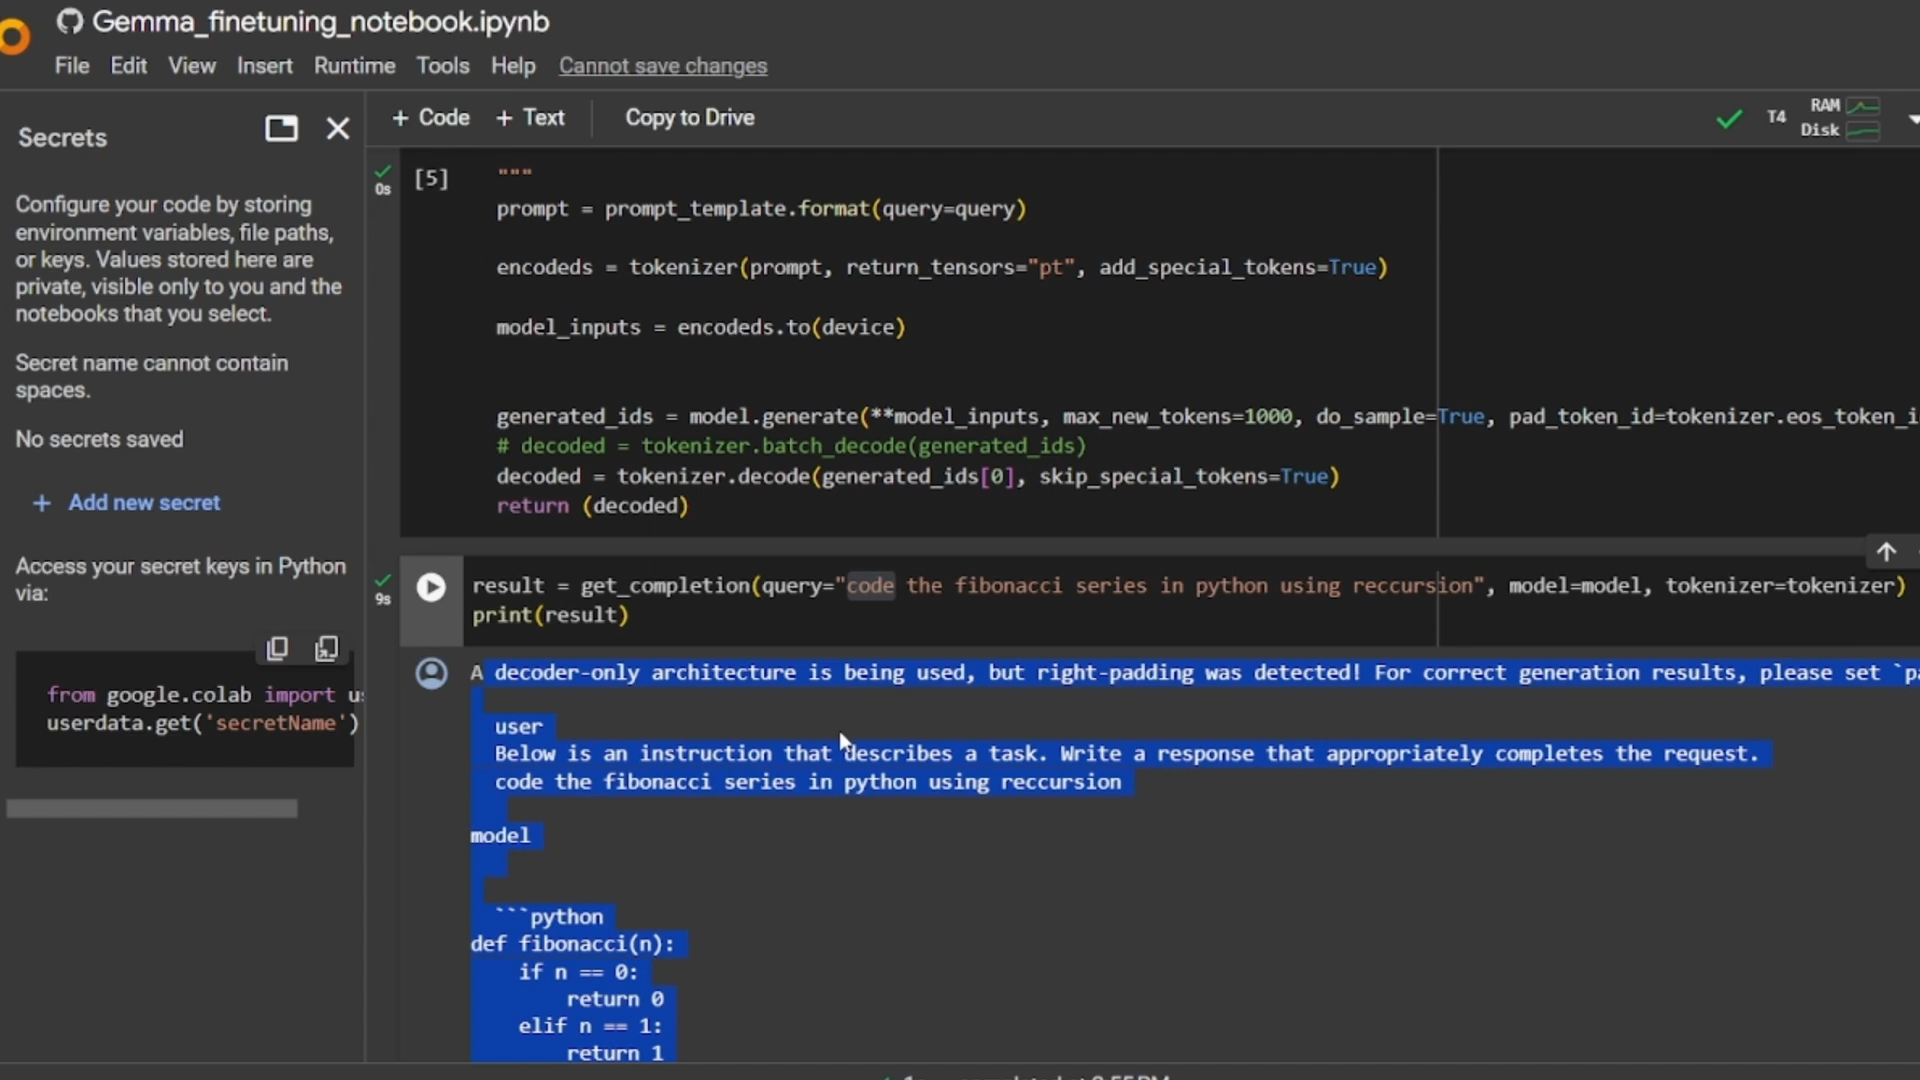 Gemma_finetuning_notebook.ipynb
File Edit View Insert Runtime Tools Help Cannot save changes
Secrets
Configure your code by storing
environment variables, file paths,
or keys. Values stored here are
private, visible only to you and the
notebooks that you select.
Secret name cannot contain
spaces.
No secrets saved
+ Add new secret
Access your secret keys in Python
via:
from google.colab import us
userdata.get('secretName')
+ Code + Text Copy to Drive
T4 RAM
Disk
0s [5] """
prompt = prompt_template.format(query=query)
encodeds = tokenizer(prompt, return_tensors="pt", add_special_tokens=True)
model_inputs = encodeds.to(device)
generated_ids = model.generate(**model_inputs, max_new_tokens=1000, do_sample=True, pad_token_id=tokenizer.eos_token_i
# decoded = tokenizer.batch_decode(generated_ids)
decoded = tokenizer.decode(generated_ids[0], skip_special_tokens=True)
return (decoded)
9s result = get_completion(query="code the fibonacci series in python using reccursion", model=model, tokenizer=tokenizer)
print(result)
A decoder-only architecture is being used, but right-padding was detected! For correct generation results, please set `pa
user
Below is an instruction that describes a task. Write a response that appropriately completes the request.
code the fibonacci series in python using reccursion
model
```python
def fibonacci(n):
if n == 0:
return 0
elif n == 1:
return 1